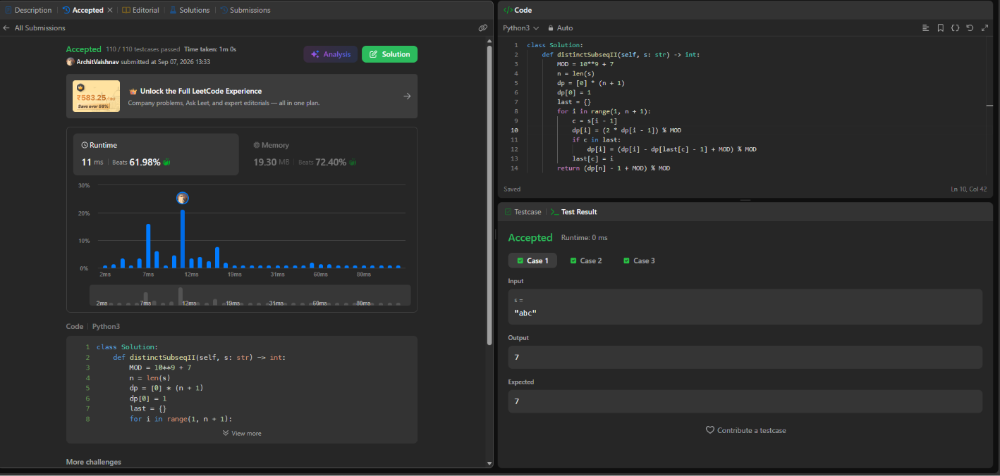 Description
Accepted
Editorial
Solutions
Submissions
All Submissions
Accepted 110 / 110 testcases passed Time taken: 1m 0s
ArchitVaishnav submitted at Sep 07, 2026 13:33
Analysis
Solution
₹583.25/mo
Save over 60%
Unlock the Full LeetCode Experience
Company problems, Ask Leet, and expert editorials — all in one plan.
Runtime
11 ms Beats 61.98%
Memory
19.30 MB Beats 72.40%
30%
20%
10%
0%
2ms 7ms 12ms 19ms 31ms 60ms 80ms
2ms 7ms 12ms 19ms 31ms 60ms 80ms
Code Python3
1 class Solution:
2 def distinctSubseqII(self, s: str) -> int:
3 MOD = 10**9 + 7
4 n = len(s)
5 dp = [0] * (n + 1)
6 dp[0] = 1
7 last = {}
8 for i in range(1, n + 1):
View more
More challenges
</> Code
Python3 Auto
1 class Solution:
2 def distinctSubseqII(self, s: str) -> int:
3 MOD = 10**9 + 7
4 n = len(s)
5 dp = [0] * (n + 1)
6 dp[0] = 1
7 last = {}
8 for i in range(1, n + 1):
9 c = s[i - 1]
10 dp[i] = (2 * dp[i - 1]) % MOD
11 if c in last:
12 dp[i] = (dp[i] - dp[last[c] - 1] + MOD) % MOD
13 last[c] = i
14 return (dp[n] - 1 + MOD) % MOD
Saved
Ln 10, Col 42
Testcase
Test Result
Accepted Runtime: 0 ms
Case 1 Case 2 Case 3
Input
s =
"abc"
Output
7
Expected
7
Contribute a testcase